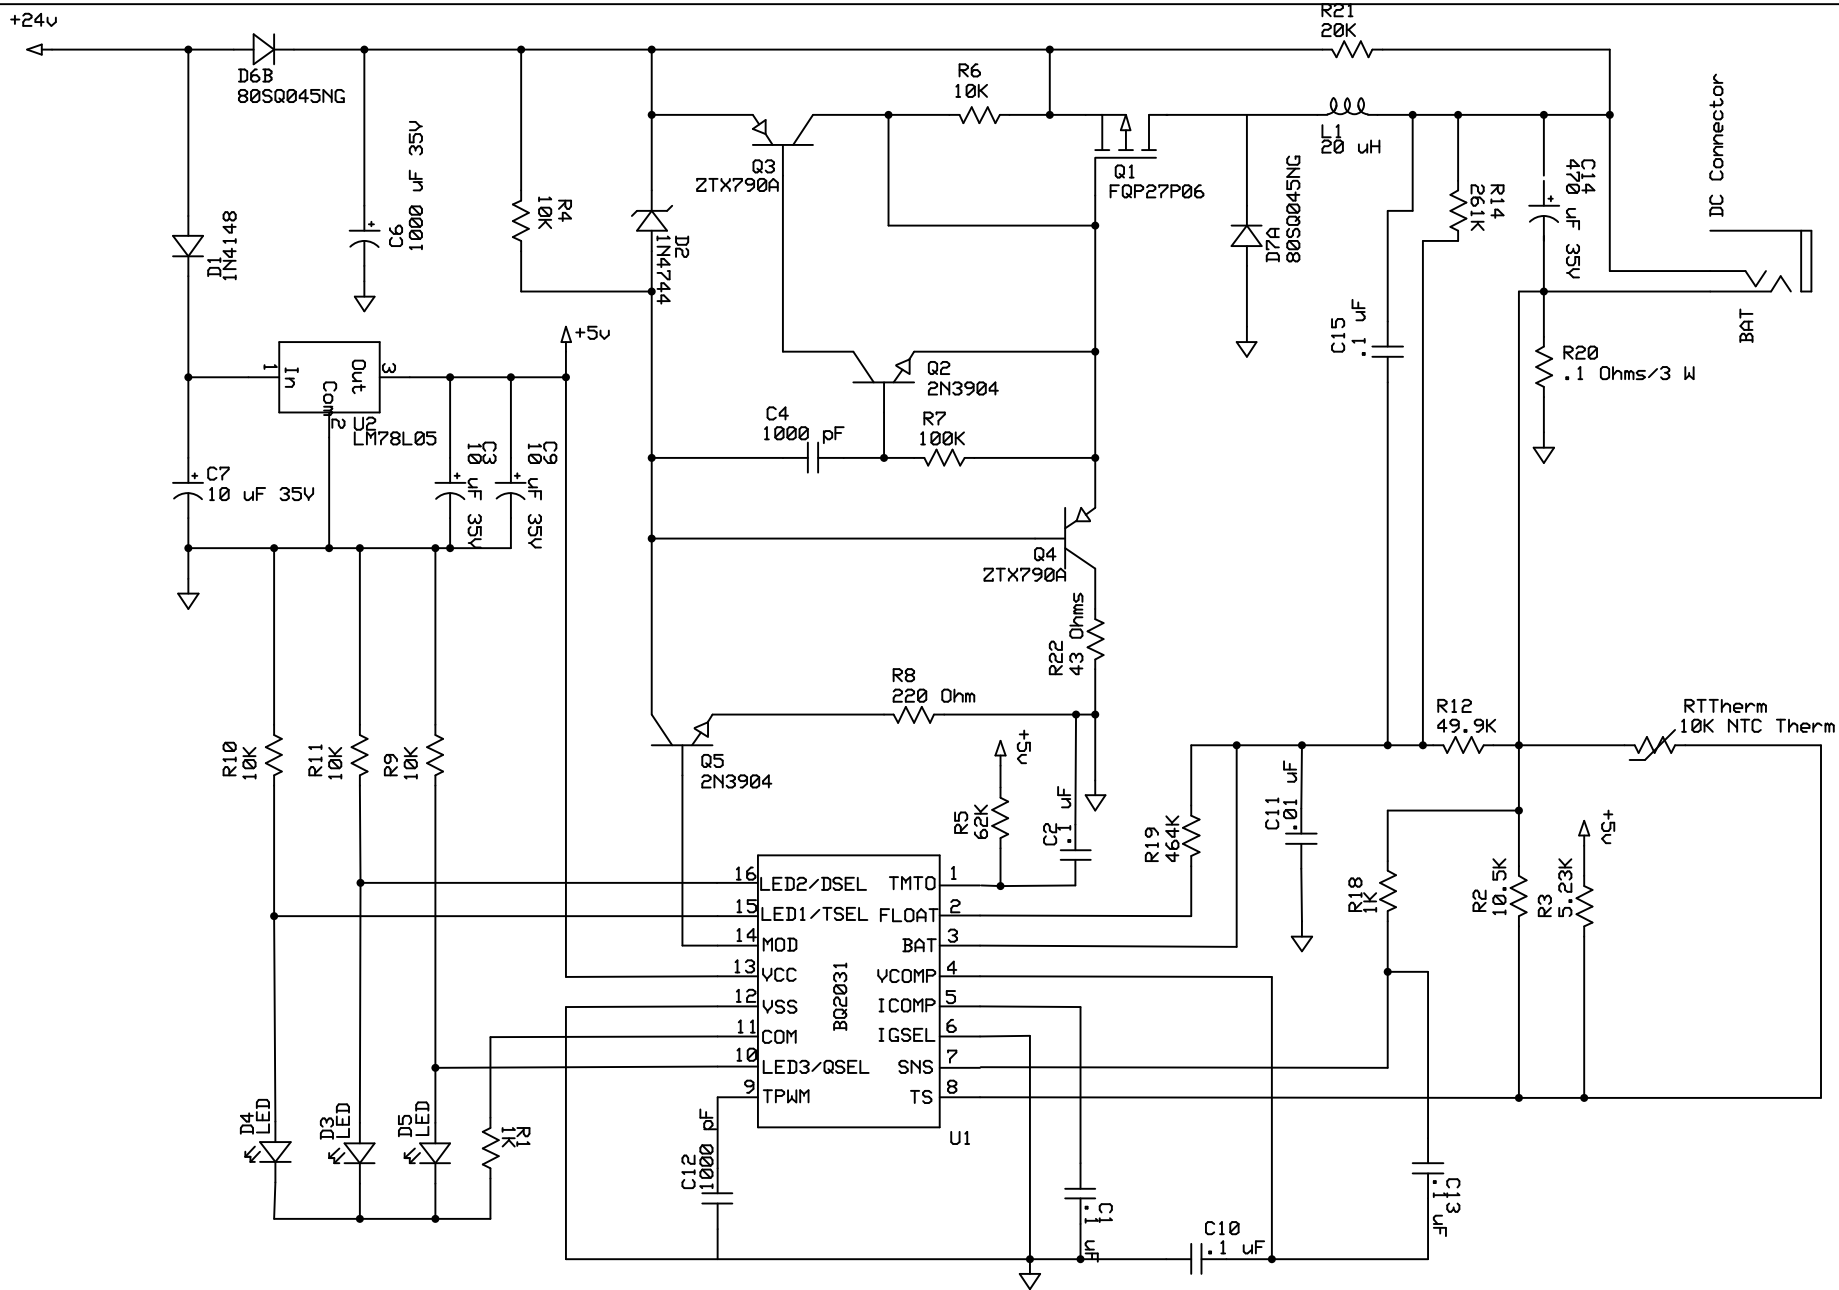 +24v
D6B
80SQ045NG
R21
20K
R6
10K
DC Connector
C6
1000 uF 35V
R4
10K
D2
1N4744
Q3
ZTX790A
Q1
FQP27P06
L1
20 uH
D7A
80SQ045NG
R14
261K
C14
470 uF 35V
D1
1N4148
BAT
C15
.1 uF
R20
.1 Ohms/3 W
+5v
1
In
Out
3
Com
2
U2
LM78L05
Q2
2N3904
C4
1000 pF
R7
100K
C7
10 uF 35V
C3
10 uF 35V
C9
10 uF 35V
Q4
ZTX790A
R22
43 Ohms
R8
220 Ohm
R10
10K
R11
10K
R9
10K
Q5
2N3904
+5v
R5
62K
C2
.1 uF
R12
49.9K
RTTherm
10K NTC Therm
R19
464K
C11
.01 uF
R18
1K
R2
10.5K
R3
5.23K
+5v
16 LED2/DSEL TMTO 1
15 LED1/TSEL FLOAT 2
14 MOD BAT 3
13 VCC VCOMP 4
12 VSS ICOMP 5
11 COM IGSEL 6
10 LED3/QSEL SNS 7
9 TPWM TS 8
BQ2031
U1
D4
LED
D3
LED
D5
LED
R1
1K
C12
1000 pF
C1
.1 uF
C10
.1 uF
C13
.1 uF